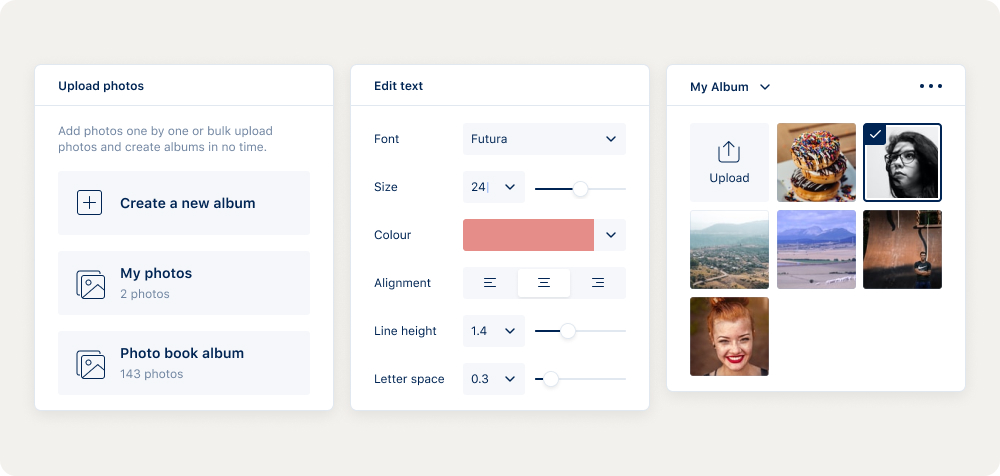 Upload photos
Add photos one by one or bulk upload
photos and create albums in no time.
Create a new album
My photos
2 photos
Photo book album
143 photos
Edit text
Font
Futura
Size
24
Colour
Alignment
Line height
1.4
Letter space
0.3
My Album
Upload